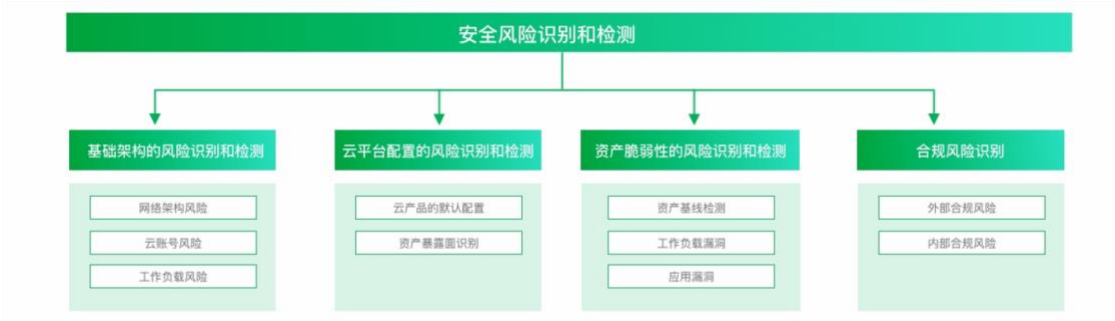 安全风险识别和检测
基础架构的风险识别和检测
云平台配置的风险识别和检测
资产脆弱性的风险识别和检测
合规风险识别
网络架构风险
云账号风险
工作负载风险
云产品的默认配置
资产暴露面识别
资产基线检测
工作负载漏洞
应用漏洞
外部合规风险
内部合规风险